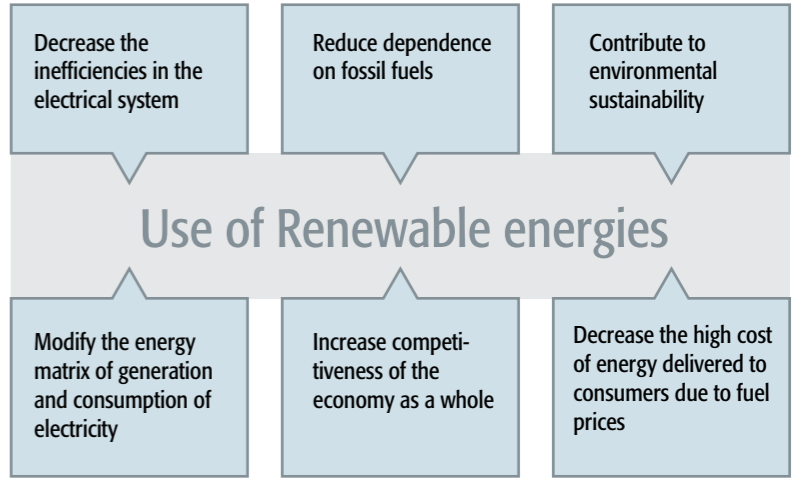 Decrease the
inefficiencies in the
electrical system
Reduce dependence
on fossil fuels
Contribute to
environmental
sustainability
Use of Renewable energies
Modify the energy
matrix of generation
and consumption of
electricity
Increase competi-
tiveness of the
economy as a whole
Decrease the high cost
of energy delivered to
consumers due to fuel
prices